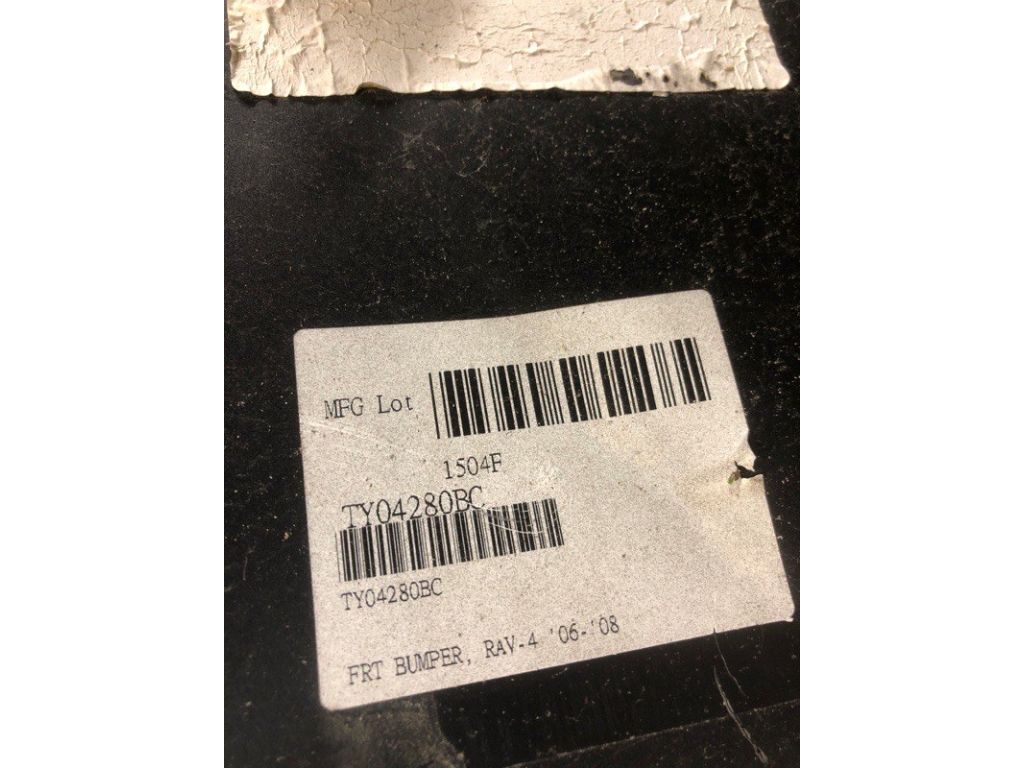 MFG Lot
1504F
TY04280BC
TY04280BC
FRT BUMPER, RAV-4 '06-'08